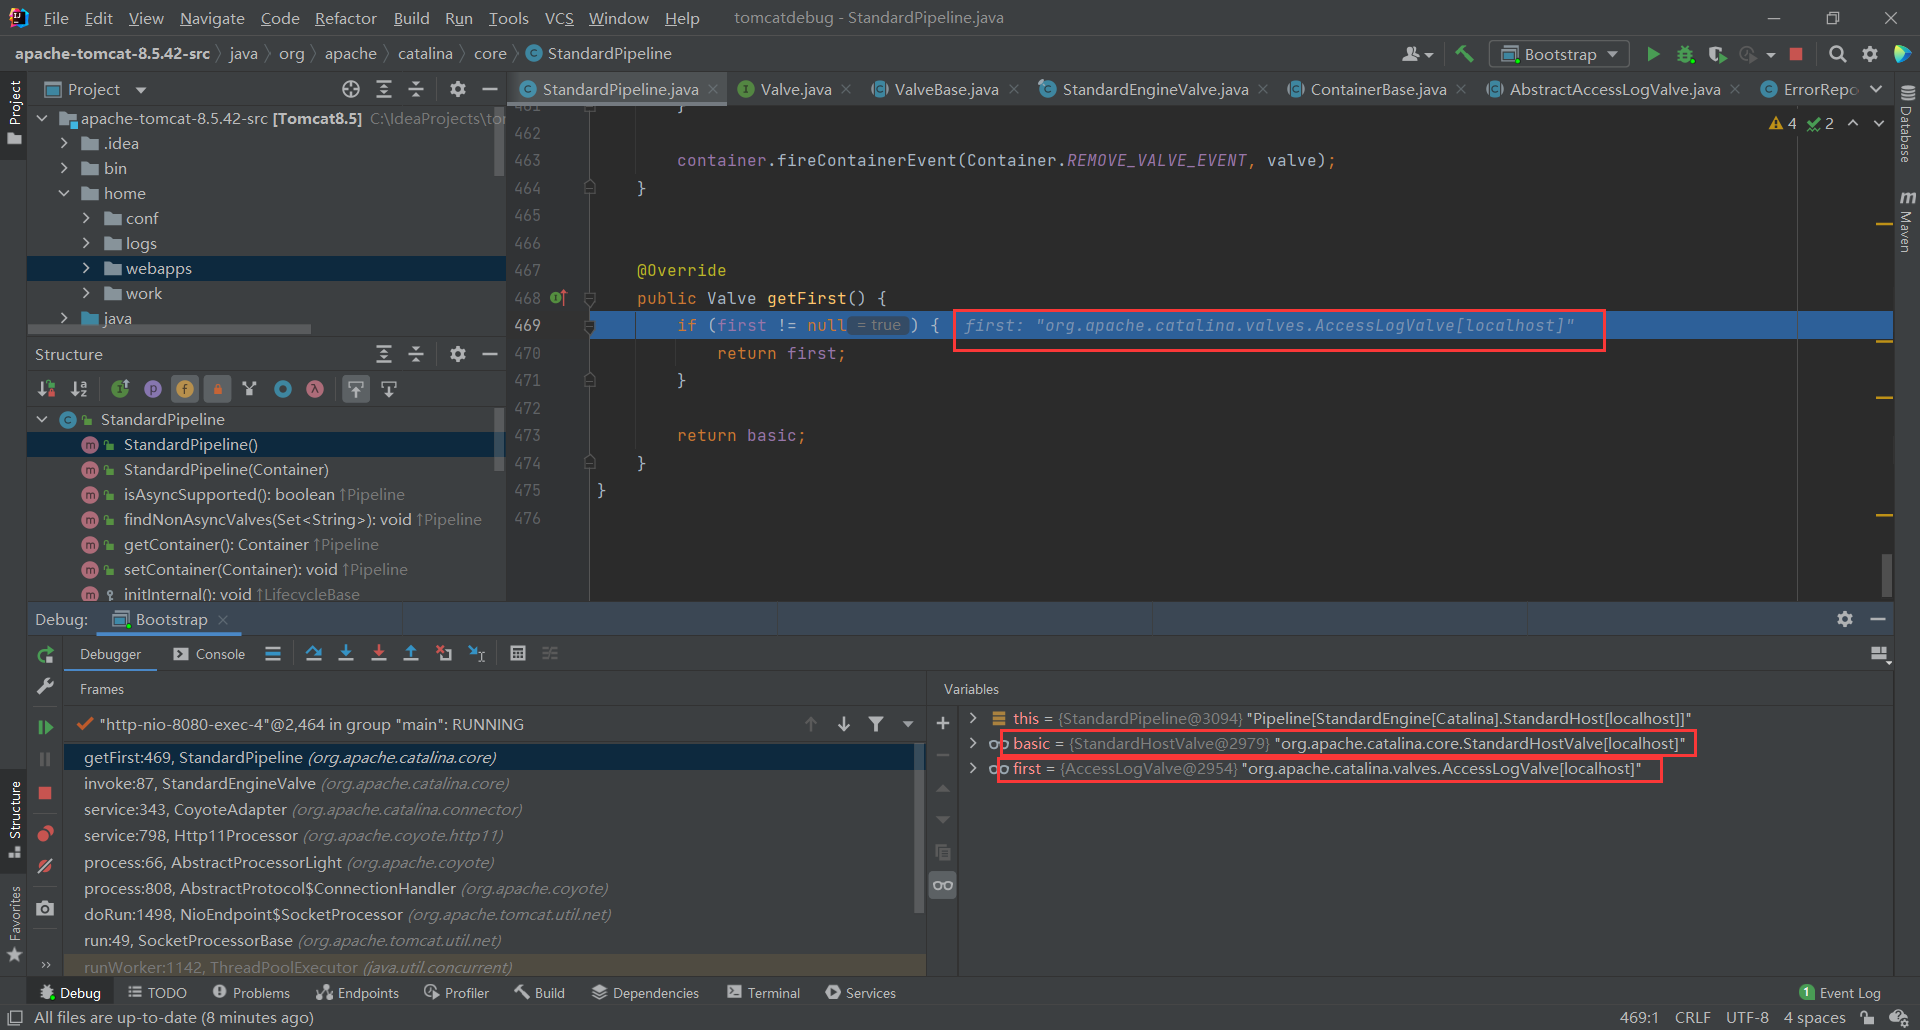 File Edit View Navigate Code Refactor Build Run Tools VCS Window Help tomcatdebug - StandardPipeline.java
apache-tomcat-8.5.42-src java org apache catalina core StandardPipeline
Bootstrap
Project
StandardPipeline.java Valve.java ValveBase.java StandardEngineValve.java ContainerBase.java AbstractAccessLogValve.java ErrorRepo
Project
Database
Maven
apache-tomcat-8.5.42-src [Tomcat8.5] C:\IdeaProjects\to
.idea
bin
home
conf
logs
webapps
work
java
4 2
461 }
462
463 container.fireContainerEvent(Container.REMOVE_VALVE_EVENT, valve);
464 }
465
466
467 @Override
468 public Valve getFirst() {
469 if (first != null = true ) { first: "org.apache.catalina.valves.AccessLogValve[localhost]"
470 return first;
471 }
472
473 return basic;
474 }
475 }
476
Structure
StandardPipeline
StandardPipeline()
StandardPipeline(Container)
isAsyncSupported(): boolean ↑Pipeline
findNonAsyncValves(Set<String>): void ↑Pipeline
getContainer(): Container ↑Pipeline
setContainer(Container): void ↑Pipeline
initInternal(): void ↑LifecycleBase
Debug: Bootstrap
Debugger Console
Frames
Variables
"http-nio-8080-exec-4"@2,464 in group "main": RUNNING
getFirst:469, StandardPipeline (org.apache.catalina.core)
invoke:87, StandardEngineValve (org.apache.catalina.core)
service:343, CoyoteAdapter (org.apache.catalina.connector)
service:798, Http11Processor (org.apache.coyote.http11)
process:66, AbstractProcessorLight (org.apache.coyote)
process:808, AbstractProtocol$ConnectionHandler (org.apache.coyote)
doRun:1498, NioEndpoint$SocketProcessor (org.apache.tomcat.util.net)
run:49, SocketProcessorBase (org.apache.tomcat.util.net)
runWorker:1142, ThreadPoolExecutor (java.util.concurrent)
this = {StandardPipeline@3094} "Pipeline[StandardEngine[Catalina].StandardHost[localhost]]"
basic = {StandardHostValve@2979} "org.apache.catalina.core.StandardHostValve[localhost]"
first = {AccessLogValve@2954} "org.apache.catalina.valves.AccessLogValve[localhost]"
Structure
Favorites
Debug TODO Problems Endpoints Profiler Build Dependencies Terminal Services 1 Event Log
All files are up-to-date (8 minutes ago) 469:1 CRLF UTF-8 4 spaces